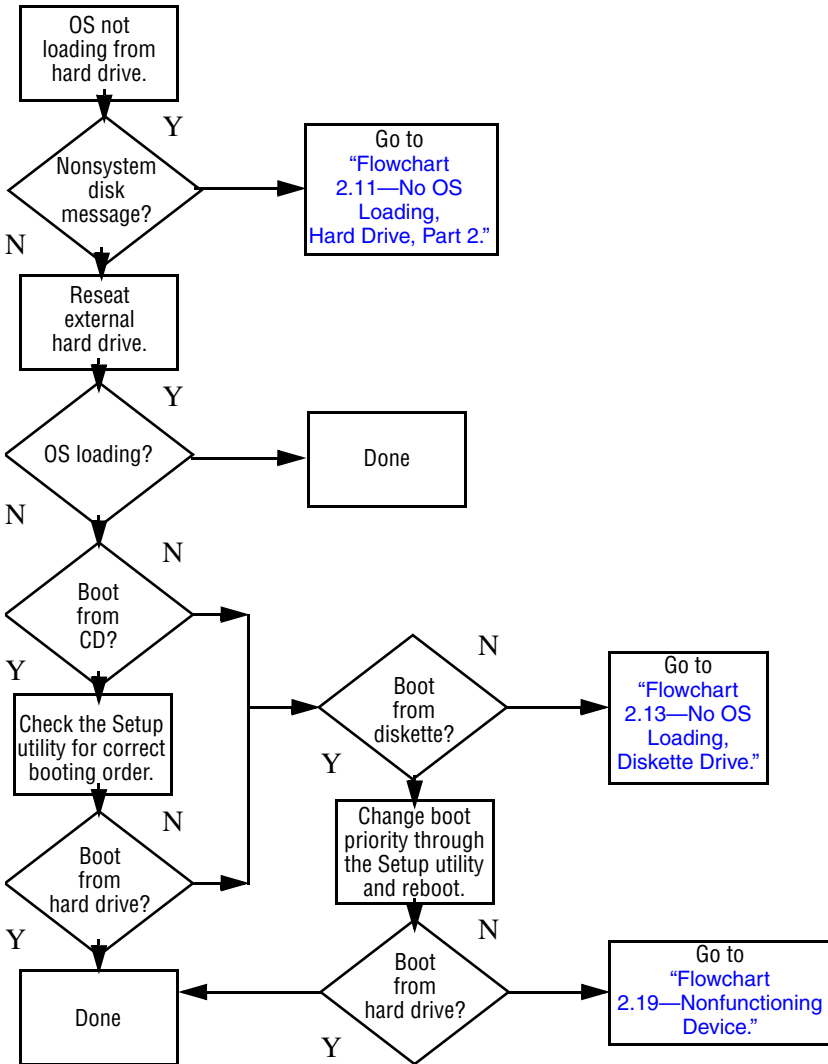 OS not
loading from
hard drive.
Y
Nonsystem
disk
message?
Go to
“Flowchart
2.11—No OS
Loading,
Hard Drive, Part 2.”
N
Reseat
external
hard drive.
Y
OS loading?
Done
N
N
Boot
from
CD?
Y
Check the Setup
utility for correct
booting order.
N
Boot
from
hard drive?
Y
Done
N
Boot
from
diskette?
Go to
“Flowchart
2.13—No OS
Loading,
Diskette Drive.”
Y
Change boot
priority through
the Setup utility
and reboot.
N
Boot
from
hard drive?
Go to
“Flowchart
2.19—Nonfunctioning
Device.”
Y